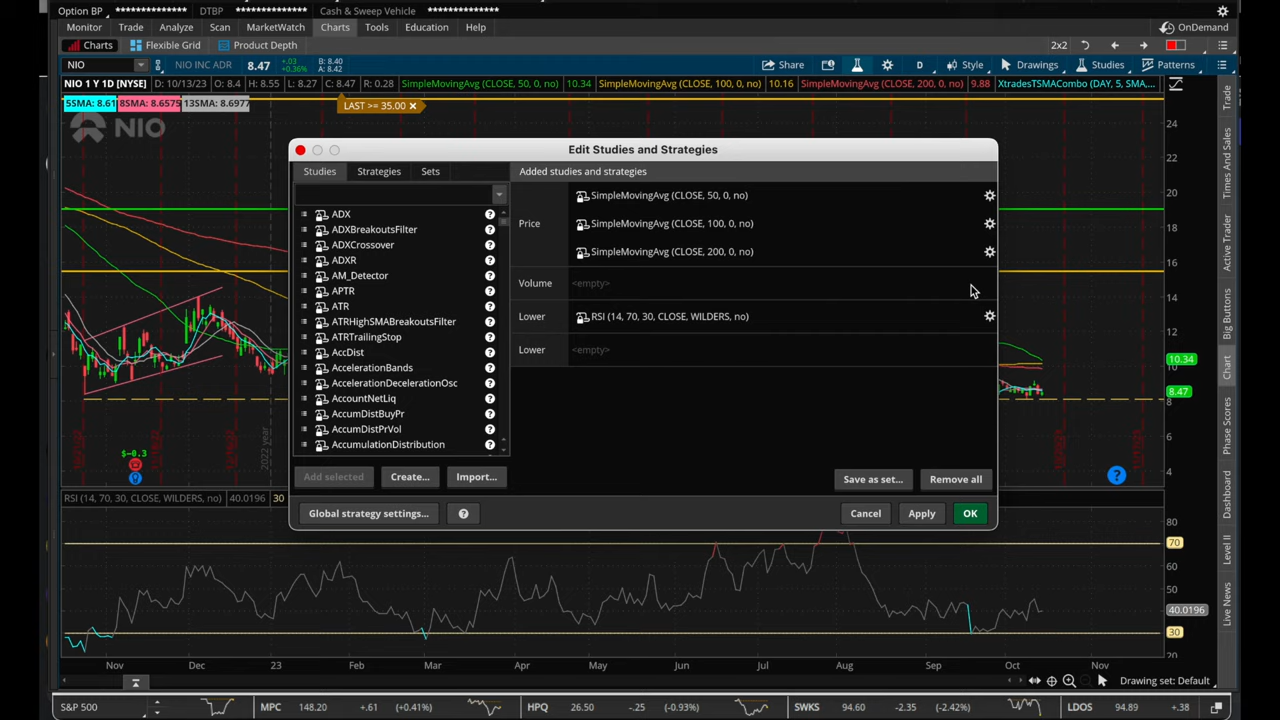 Option BP ************** DTBP ************** Cash & Sweep Vehicle **************
Monitor Trade Analyze Scan MarketWatch Charts Tools Education Help OnDemand
Charts Flexible Grid Product Depth 2x2
NIO NIO INC ADR 8.47 +.03 +0.36% B: 8.40 A: 8.42 Share D Style Drawings Studies Patterns
NIO 1 Y 1D [NYSE] D: 10/13/23 O: 8.4 H: 8.55 L: 8.27 C: 8.47 R: 0.28 SimpleMovingAvg (CLOSE, 50, 0, no) 10.34 SimpleMovingAvg (CLOSE, 100, 0, no) 10.16 SimpleMovingAvg (CLOSE, 200, 0, no) 9.88 XtradesTSMACombo (DAY, 5, SMA,...
5SMA: 8.61 8SMA: 8.6575 13SMA: 8.6977 LAST >= 35.00
NIO
Edit Studies and Strategies
Studies Strategies Sets Added studies and strategies
ADX
ADXBreakoutsFilter
ADXCrossover
ADXR
AM_Detector
APTR
ATR
ATRHighSMABreakoutsFilter
ATRTrailingStop
AccDist
AccelerationBands
AccelerationDecelerationOsc
AccountNetLiq
AccumDistBuyPr
AccumDistPrVol
AccumulationDistribution
Price
SimpleMovingAvg (CLOSE, 50, 0, no)
SimpleMovingAvg (CLOSE, 100, 0, no)
SimpleMovingAvg (CLOSE, 200, 0, no)
Volume <empty>
Lower RSI (14, 70, 30, CLOSE, WILDERS, no)
Lower <empty>
Add selected Create... Import... Save as set... Remove all
Global strategy settings... ? Cancel Apply OK
24
20
18
16
14
12
10.34
10
8.47
8
6
4
$-0.3
2022 year
RSI (14, 70, 30, CLOSE, WILDERS, no) 40.0196 30
80
70
60
50
40.0196
30
20
Nov Dec 23 Feb Mar Apr May Jun Jul Aug Sep Oct Nov
Drawing set: Default
Trade
Times And Sales
Active Trader
Big Buttons
Chart
Phase Scores
Dashboard
Level II
Live News
S&P 500 MPC 148.20 +.61 (+0.41%) HPQ 26.50 -.25 (-0.93%) SWKS 94.60 -2.35 (-2.42%) LDOS 94.89 +.38